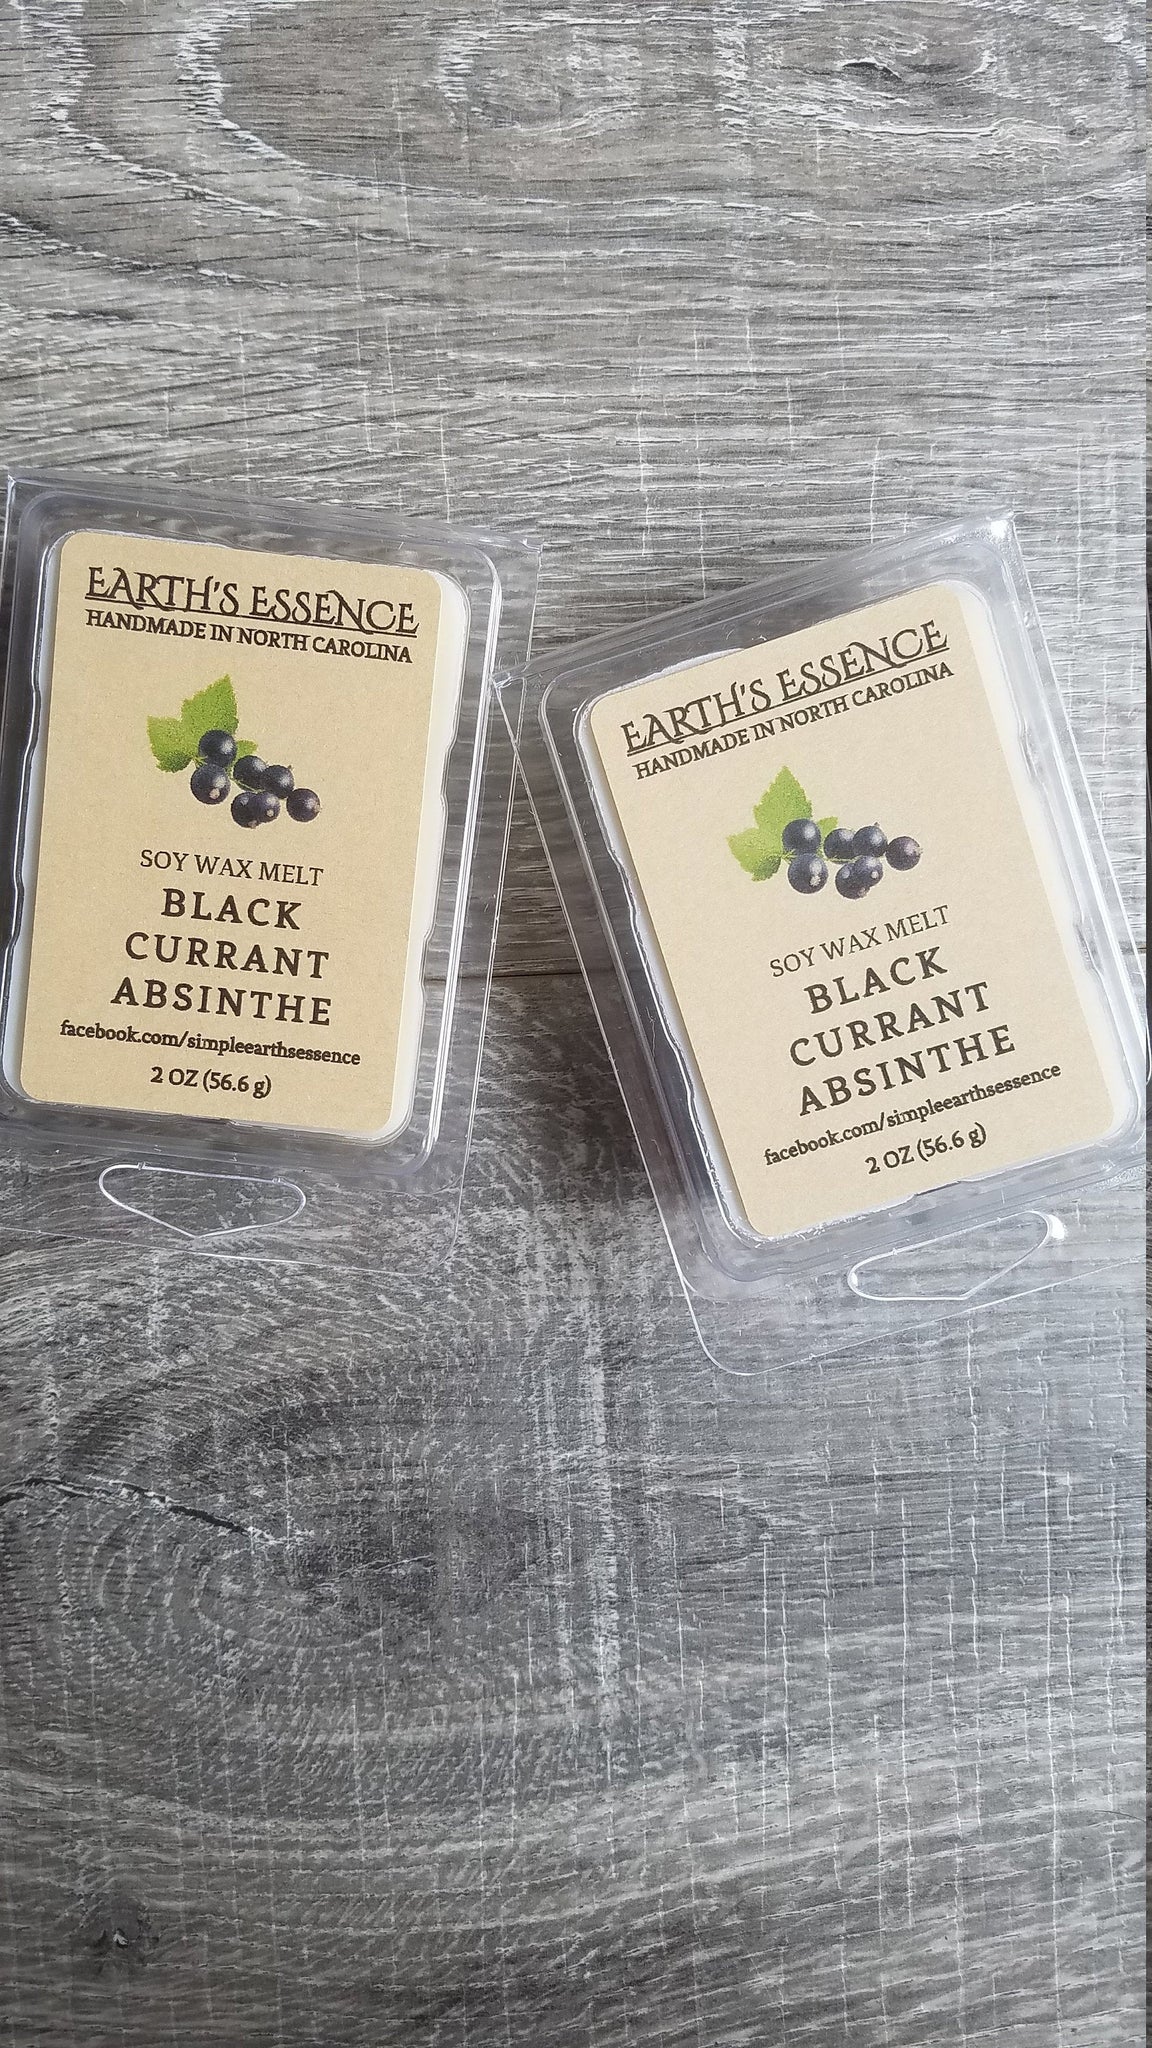 EARTH'S ESSENCE
HANDMADE IN NORTH CAROLINA
SOY WAX MELT
BLACK
CURRANT
ABSINTHE
facebook.com/simpleearthsessence
2 OZ (56.6 g)
EARTH'S ESSENCE
HANDMADE IN NORTH CAROLINA
SOY WAX MELT
BLACK
CURRANT
ABSINTHE
facebook.com/simpleearthsessence
2 OZ (56.6 g)